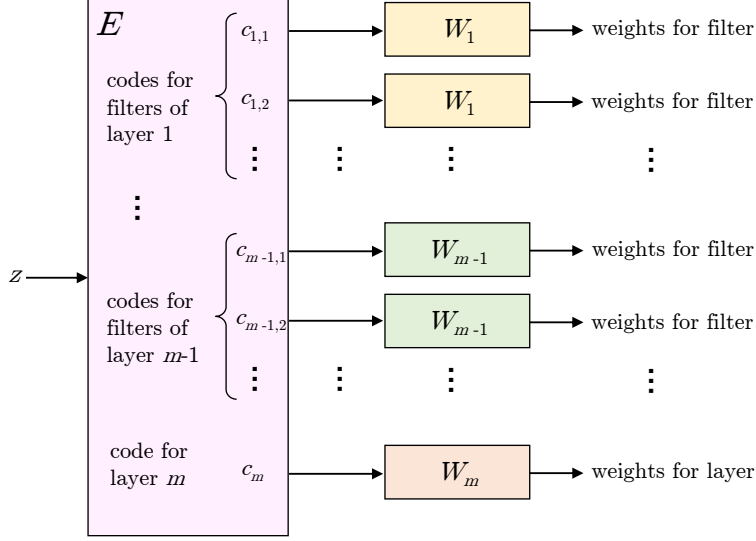 E
c1,1
W1
weights for filter
codes for
filters of
layer 1
c1,2
W1
weights for filter
z
cm-1,1
Wm-1
weights for filter
codes for
filters of
layer m-1
cm-1,2
Wm-1
weights for filter
code for
layer m
cm
Wm
weights for layer